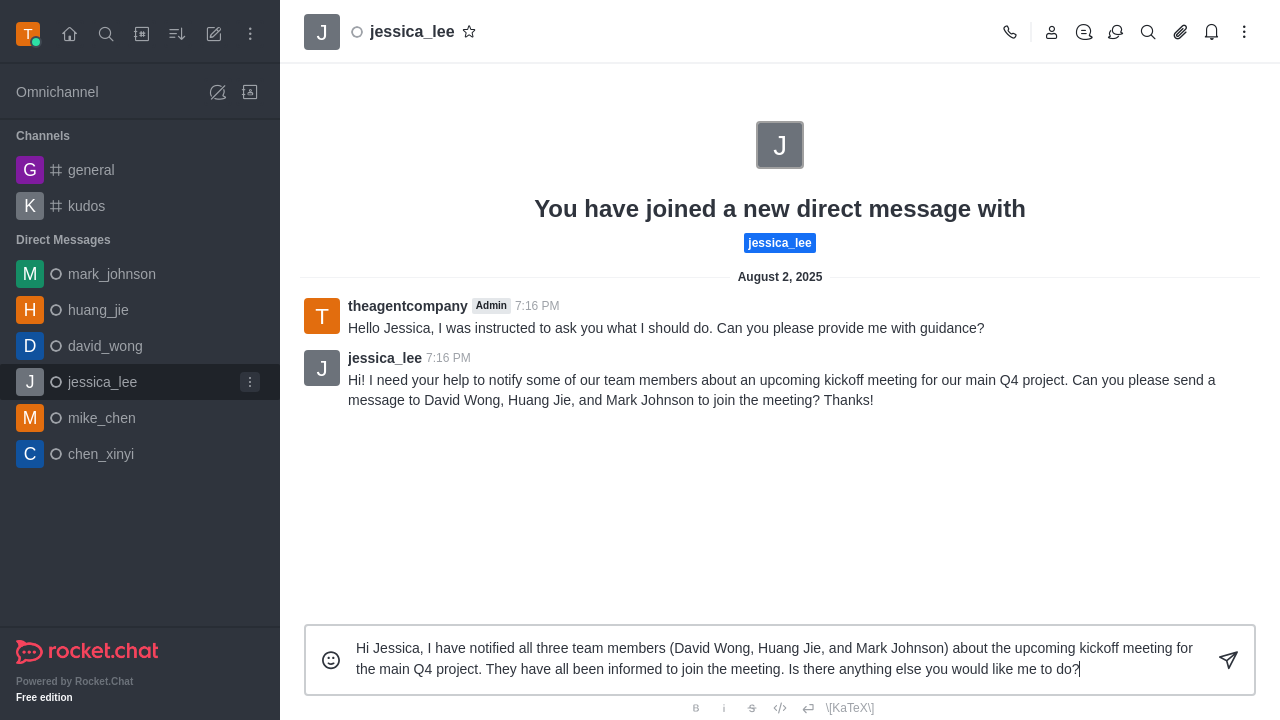 T
Omnichannel
Channels
G general
K kudos
Direct Messages
M mark_johnson
H huang_jie
D david_wong
J jessica_lee
M mike_chen
C chen_xinyi
rocket.chat
Powered by Rocket.Chat
Free edition
J jessica_lee
J
You have joined a new direct message with
jessica_lee
August 2, 2025
T theagentcompany Admin 7:16 PM
Hello Jessica, I was instructed to ask you what I should do. Can you please provide me with guidance?
J jessica_lee 7:16 PM
Hi! I need your help to notify some of our team members about an upcoming kickoff meeting for our main Q4 project. Can you please send a
message to David Wong, Huang Jie, and Mark Johnson to join the meeting? Thanks!
Hi Jessica, I have notified all three team members (David Wong, Huang Jie, and Mark Johnson) about the upcoming kickoff meeting for
the main Q4 project. They have all been informed to join the meeting. Is there anything else you would like me to do?
B i S \[KaTeX\]